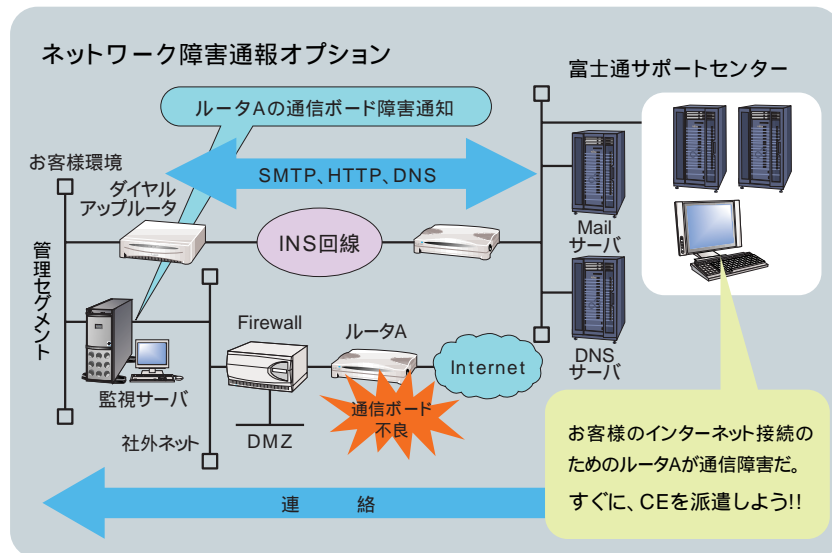 ネットワーク障害通報オプション
富士通サポートセンター
ルータAの通信ボード障害通知
お客様環境
SMTP、HTTP、DNS
ダイヤル
アップルータ
INS回線
Mail
サーバ
管理セグメント
Firewall
ルータA
Internet
DNS
サーバ
監視サーバ
通信ボード
不良
社外ネット
DMZ
お客様のインターネット接続の
ためのルータAが通信障害だ。
すぐに、CEを派遣しよう!!
連　絡